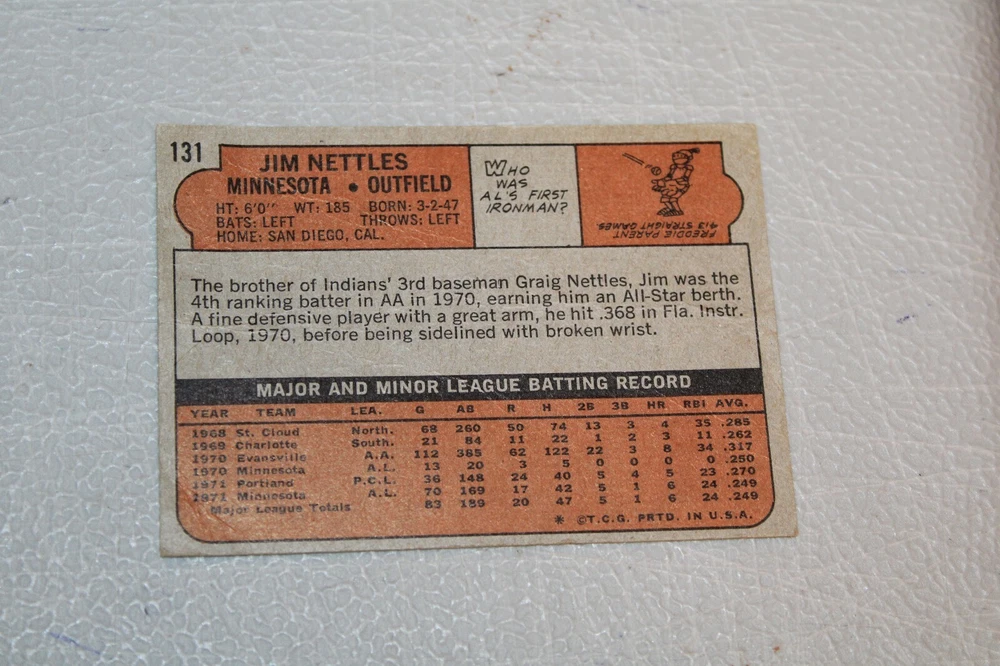 131
JIM NETTLES
MINNESOTA • OUTFIELD
HT: 6'0" WT: 185 BORN: 3-2-47
BATS: LEFT THROWS: LEFT
HOME: SAN DIEGO, CAL.
WHO
WAS
AL'S FIRST
IRONMAN?
FREDDIE PARENT
413 STRAIGHT GAMES
The brother of Indians' 3rd baseman Graig Nettles, Jim was the
4th ranking batter in AA in 1970, earning him an All-Star berth.
A fine defensive player with a great arm, he hit .368 in Fla. Instr.
Loop, 1970, before being sidelined with broken wrist.
MAJOR AND MINOR LEAGUE BATTING RECORD
YEAR TEAM LEA. G AB R H 2B 3B HR RBI AVG.
1968 St. Cloud North. 68 260 50 74 13 3 4 35 .285
1969 Charlotte South. 21 84 11 22 1 2 3 11 .262
1970 Evansville A.A. 112 385 62 122 22 3 8 34 .317
1970 Minnesota A.L. 13 20 3 5 0 0 0 0 .250
1971 Portland P.C.L. 36 148 24 40 5 4 5 23 .270
1971 Minnesota A.L. 70 169 17 42 5 1 6 24 .249
Major League Totals 83 189 20 47 5 1 6 24 .249
* ©T.C.G. PRTD. IN U.S.A.